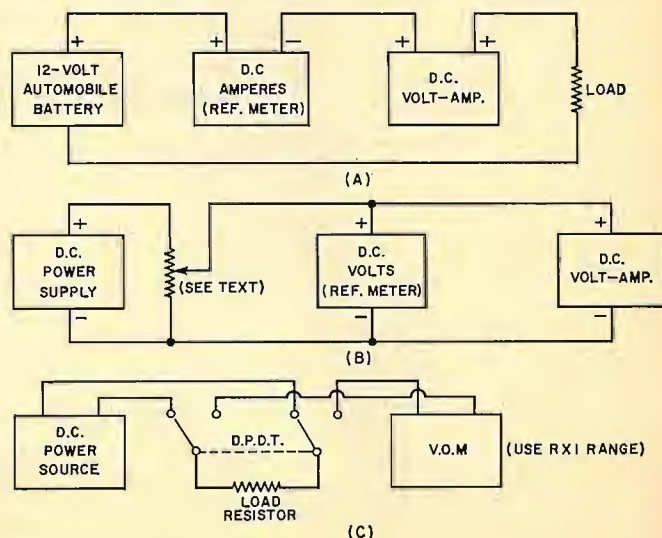 +
+
−
+
+
12-VOLT
AUTOMOBILE
BATTERY
D.C
AMPERES
(REF. METER)
D.C.
VOLT-AMP.
LOAD
(A)
+
+
+
D.C.
POWER
SUPPLY
(SEE TEXT)
D.C.
VOLTS
(REF. METER)
D.C.
VOLT-AMP.
−
−
−
(B)
D.C.
POWER
SOURCE
D.P.D.T.
LOAD
RESISTOR
V.O.M
(USE RX1 RANGE)
(C)